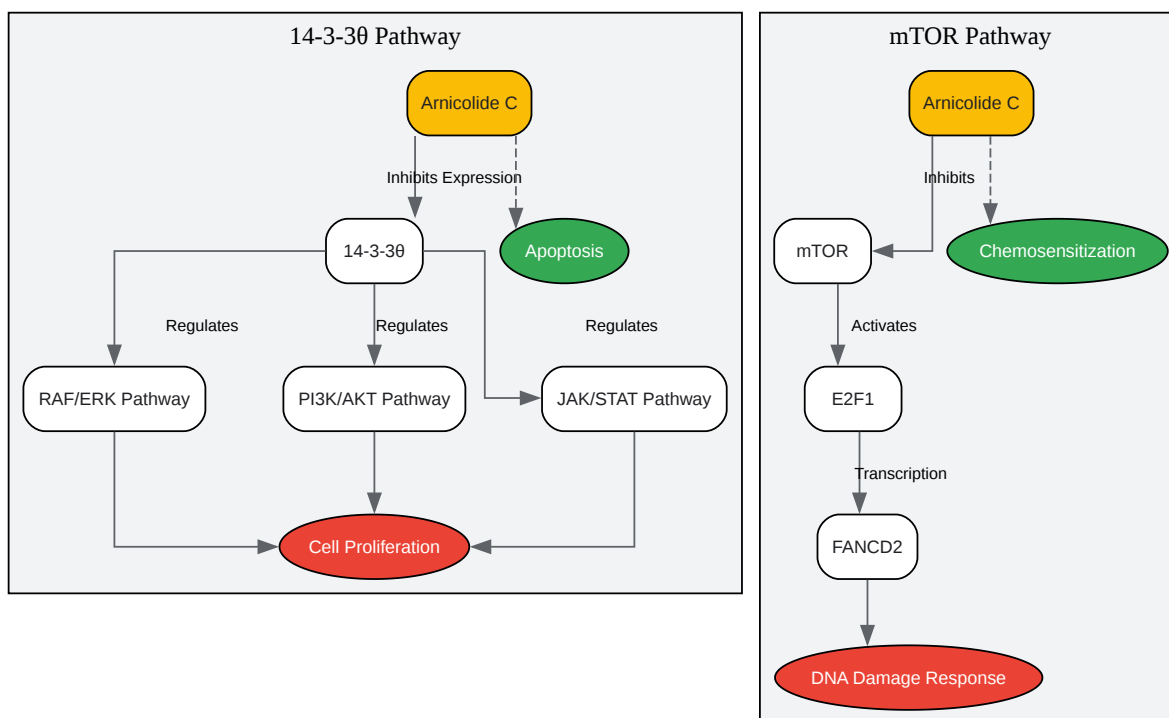 14-3-3θ Pathway
Arnicolide C
Inhibits Expression
14-3-3θ
Apoptosis
Regulates
Regulates
Regulates
RAF/ERK Pathway
PI3K/AKT Pathway
JAK/STAT Pathway
Cell Proliferation
mTOR Pathway
Arnicolide C
Inhibits
mTOR
Chemosensitization
Activates
E2F1
Transcription
FANCD2
DNA Damage Response